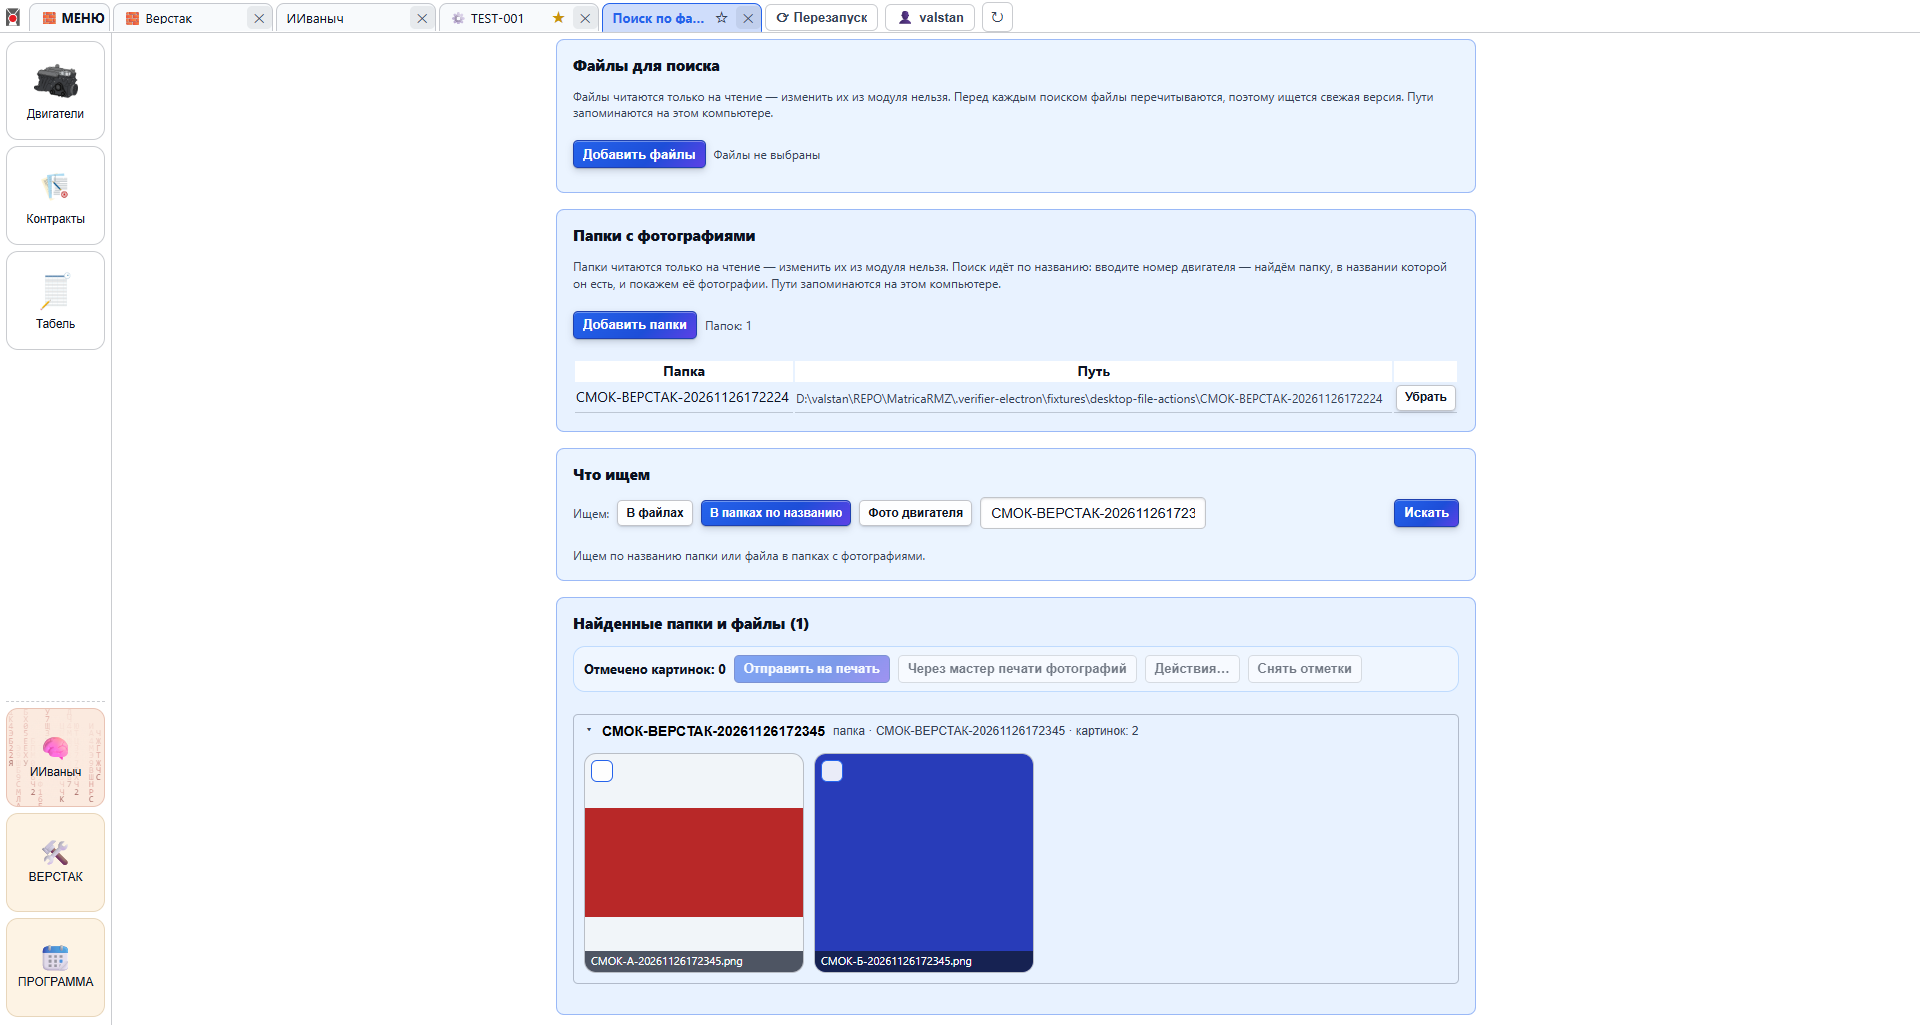 МЕНЮ
Верстак
ИИваныч
TEST-001
Поиск по фа...
Перезапуск
valstan
Двигатели
Контракты
Табель
ИИваныч
ВЕРСТАК
ПРОГРАММА
Файлы для поиска
Файлы читаются только на чтение — изменить их из модуля нельзя. Перед каждым поиском файлы перечитываются, поэтому ищется свежая версия. Пути
запоминаются на этом компьютере.
Добавить файлы
Файлы не выбраны
Папки с фотографиями
Папки читаются только на чтение — изменить их из модуля нельзя. Поиск идёт по названию: вводите номер двигателя — найдём папку, в названии которой
он есть, и покажем её фотографии. Пути запоминаются на этом компьютере.
Добавить папки
Папок: 1
Папка
Путь
СМОК-ВЕРСТАК-20261126172224
D:\valstan\REPO\MatricaRMZ\.verifier-electron\fixtures\desktop-file-actions\СМОК-ВЕРСТАК-20261126172224
Убрать
Что ищем
Ищем:
В файлах
В папках по названию
Фото двигателя
СМОК-ВЕРСТАК-202611261723
Искать
Ищем по названию папки или файла в папках с фотографиями.
Найденные папки и файлы (1)
Отмечено картинок: 0
Отправить на печать
Через мастер печати фотографий
Действия...
Снять отметки
СМОК-ВЕРСТАК-20261126172345
папка · СМОК-ВЕРСТАК-20261126172345 · картинок: 2
СМОК-А-20261126172345.png
СМОК-Б-20261126172345.png